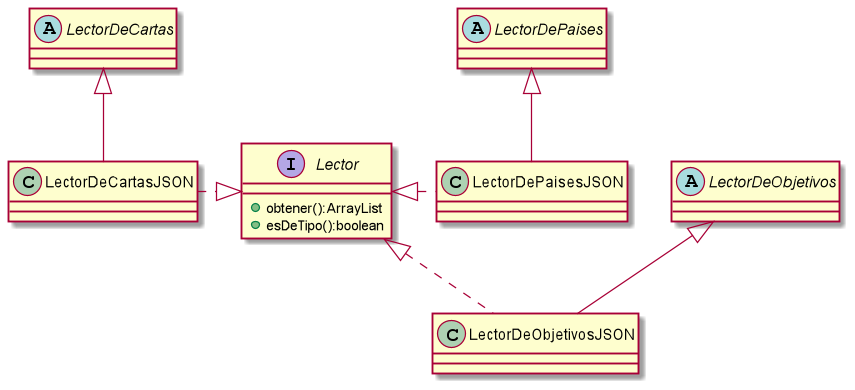 A LectorDeCartas
A LectorDePaises
C LectorDeCartasJSON
I Lector
obtener():ArrayList
esDeTipo():boolean
C LectorDePaisesJSON
A LectorDeObjetivos
C LectorDeObjetivosJSON